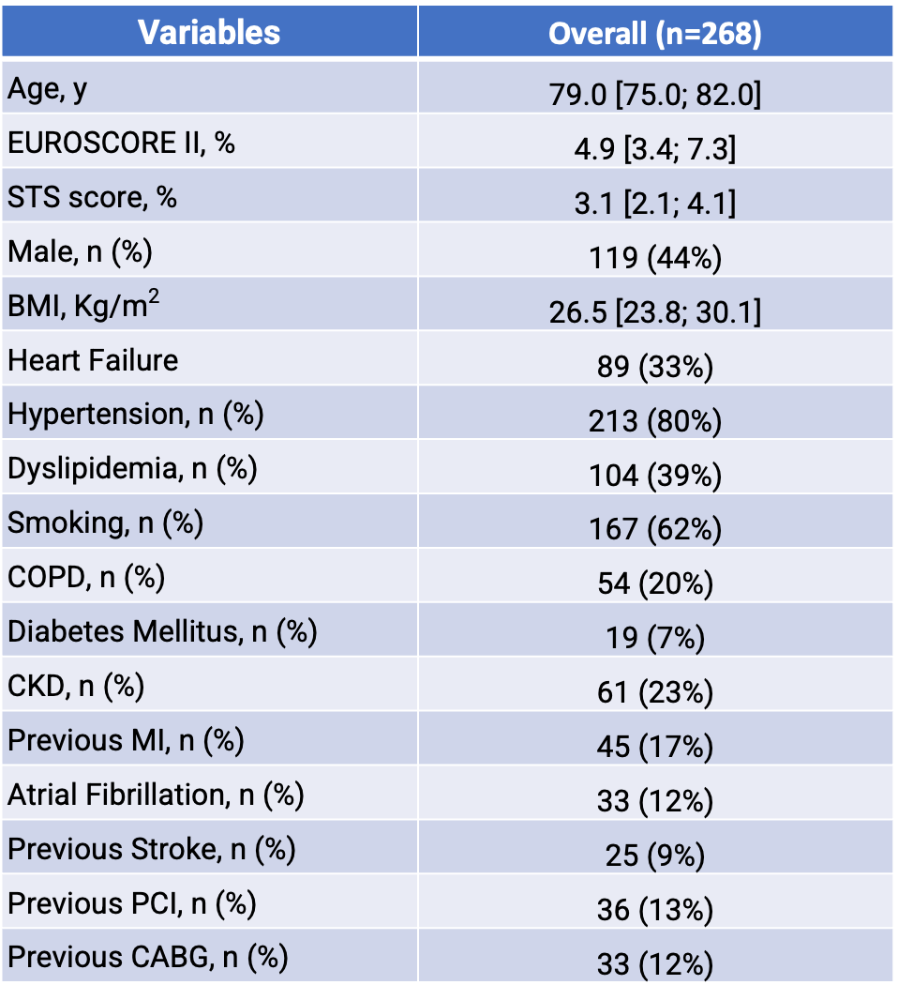 Variables Overall (n=268)
Age, y 79.0 [75.0; 82.0]
EUROSCORE II, % 4.9 [3.4; 7.3]
STS score, % 3.1 [2.1; 4.1]
Male, n (%) 119 (44%)
BMI, Kg/m² 26.5 [23.8; 30.1]
Heart Failure 89 (33%)
Hypertension, n (%) 213 (80%)
Dyslipidemia, n (%) 104 (39%)
Smoking, n (%) 167 (62%)
COPD, n (%) 54 (20%)
Diabetes Mellitus, n (%) 19 (7%)
CKD, n (%) 61 (23%)
Previous MI, n (%) 45 (17%)
Atrial Fibrillation, n (%) 33 (12%)
Previous Stroke, n (%) 25 (9%)
Previous PCI, n (%) 36 (13%)
Previous CABG, n (%) 33 (12%)